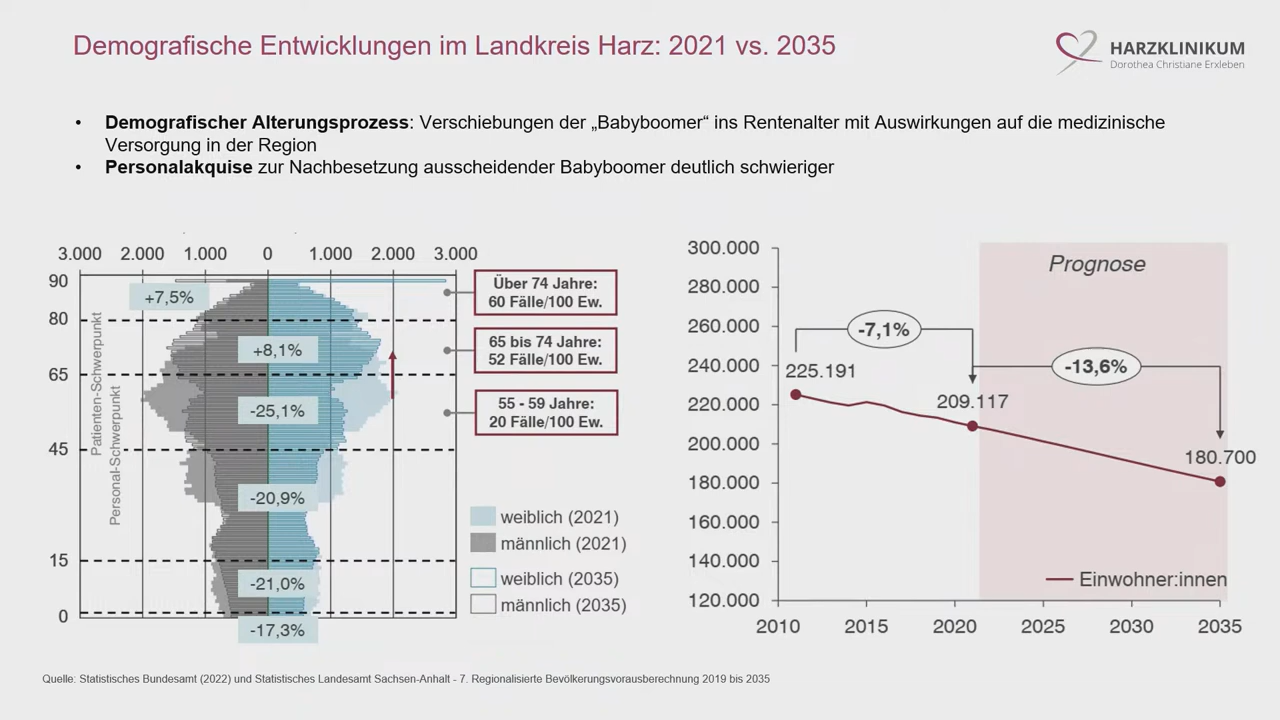 Demografische Entwicklungen im Landkreis Harz: 2021 vs. 2035
HARZKLINIKUM
Dorothea Christiane Erxleben
• Demografischer Alterungsprozess: Verschiebungen der „Babyboomer“ ins Rentenalter mit Auswirkungen auf die medizinische
Versorgung in der Region
• Personalakquise zur Nachbesetzung ausscheidender Babyboomer deutlich schwieriger
3.000 2.000 1.000 0 1.000 2.000 3.000
90
80
65
45
15
0
Patienten-Schwerpunkt
Personal-Schwerpunkt
+7,5%
+8,1%
-25,1%
-20,9%
-21,0%
-17,3%
Über 74 Jahre:
60 Fälle/100 Ew.
65 bis 74 Jahre:
52 Fälle/100 Ew.
55 - 59 Jahre:
20 Fälle/100 Ew.
weiblich (2021)
männlich (2021)
weiblich (2035)
männlich (2035)
300.000
280.000
260.000
240.000
220.000
200.000
180.000
160.000
140.000
120.000
Prognose
-7,1%
-13,6%
225.191
209.117
180.700
Einwohner:innen
2010 2015 2020 2025 2030 2035
Quelle: Statistisches Bundesamt (2022) und Statistisches Landesamt Sachsen-Anhalt - 7. Regionalisierte Bevölkerungsvorausberechnung 2019 bis 2035